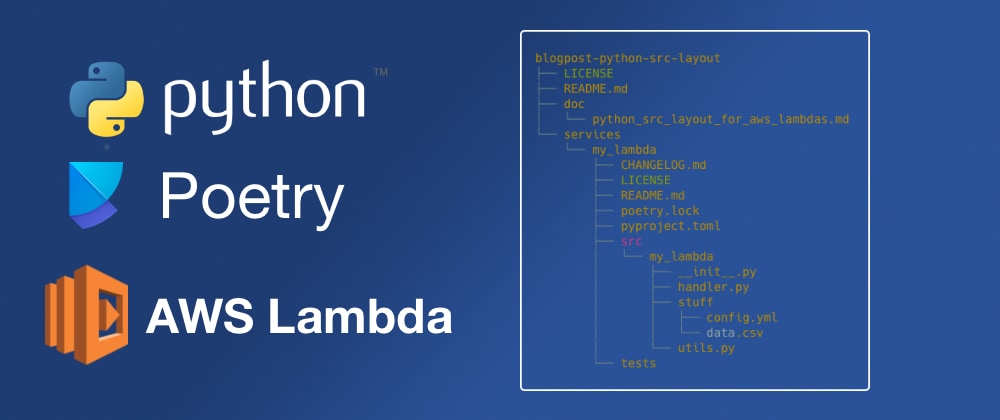 python™
Poetry
AWS Lambda
blogpost-python-src-layout
├── LICENSE
├── README.md
├── doc
│   └── python_src_layout_for_aws_lambdas.md
└── services
    └── my_lambda
        ├── CHANGELOG.md
        ├── LICENSE
        ├── README.md
        ├── poetry.lock
        ├── pyproject.toml
        ├── src
        │   └── my_lambda
        │       ├── __init__.py
        │       ├── handler.py
        │       ├── stuff
        │       │   ├── config.yml
        │       │   └── data.csv
        │       └── utils.py
        └── tests